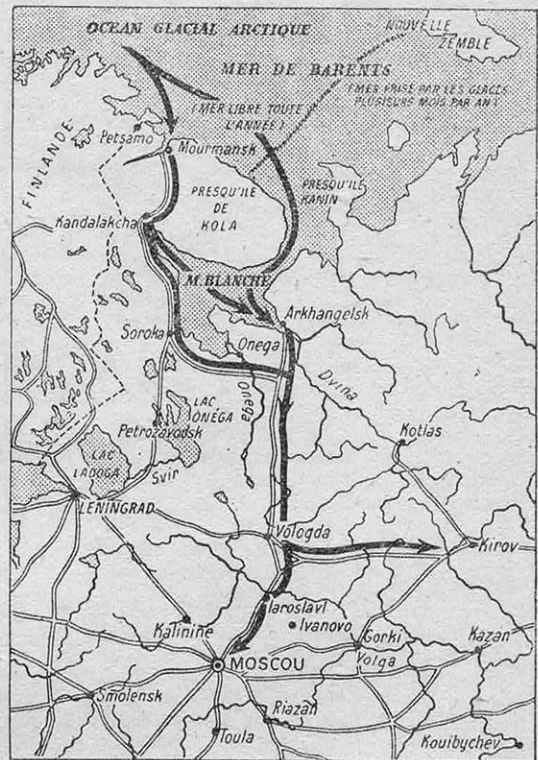 OCEAN GLACIAL ARCTIQUE
NOUVELLE
ZEMBLE
MER DE BARENTS
(MER LIBRE TOUTE
L'ANNÉE)
(MER PRISE PAR LES GLACES
PLUSIEURS MOIS PAR AN)
FINLANDE
Petsamo
Mourmansk
PRESQU'ILE
DE
KOLA
PRESQU'ILE
KANIN
Kandalakcha
M. BLANCHE
Arkhangelsk
Soroka
Onega
Onega
Dvina
LAC
ONÉGA
Petrozavodsk
Kotlas
LAC
LADOGA
Svir
LENINGRAD
Vologda
Kirov
Iaroslavl
Ivanovo
Kalinine
Gorki
Kazan
Volga
MOSCOU
Smolensk
Riazan
Toula
Kouibychev